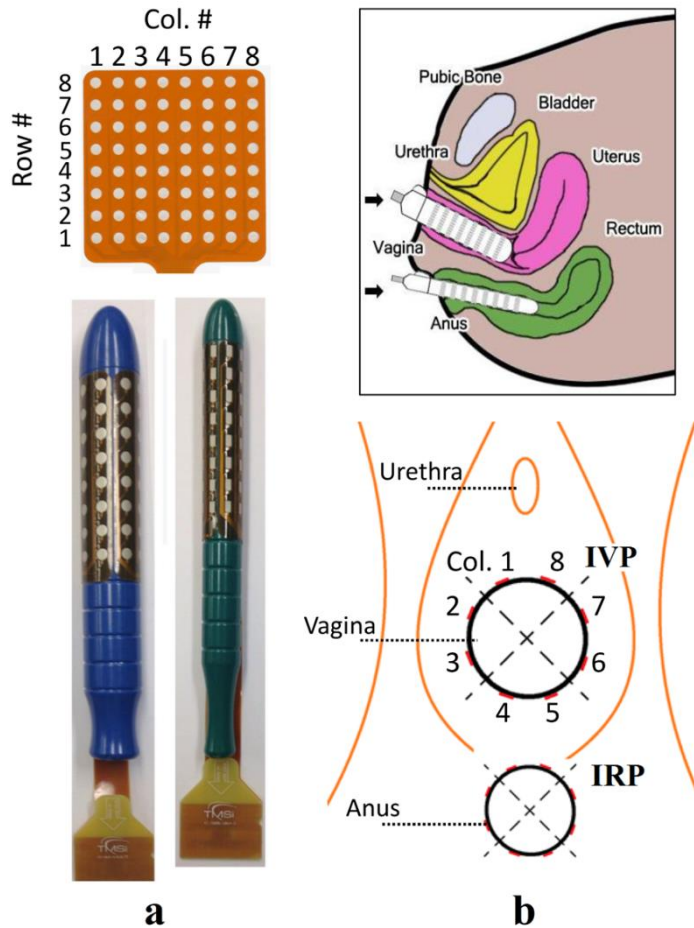 Col. #
1 2 3 4 5 6 7 8
Row #
8
7
6
5
4
3
2
1
TMSi
TMSi
a
Pubic Bone
Bladder
Urethra
Uterus
Rectum
Vagina
Anus
Urethra
Col. 1 8 IVP
2 7
Vagina
3 6
4 5
IRP
Anus
b